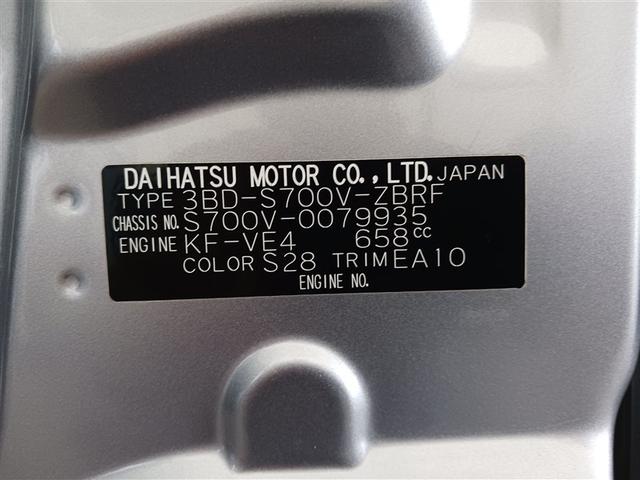 DAIHATSU MOTOR CO.,LTD. JAPAN
TYPE 3BD-S700V-ZBRF
CHASSIS NO. S700V-0079935
ENGINE KF-VE4 658cc
COLOR S28 TRIM EA10
ENGINE NO.